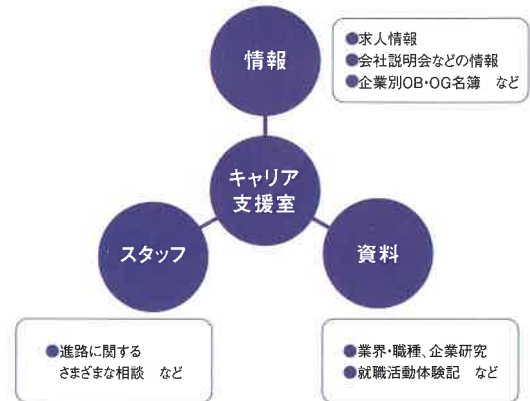 情報
●求人情報
●会社説明会などの情報
●企業別OB・OG名簿　など
キャリア
支援室
スタッフ
資料
●進路に関する
さまざまな相談　など
●業界・職種、企業研究
●就職活動体験記　など